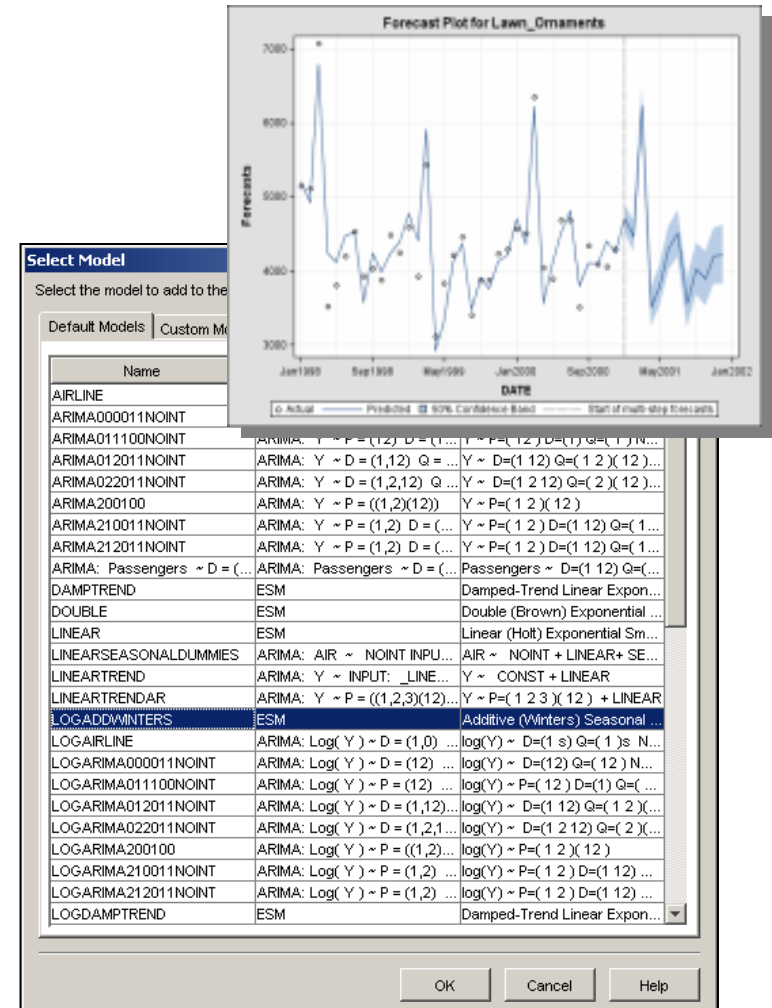 Forecast Plot for Lawn_Ornaments
7000
6000
5000
4000
3000
Forecasts
Jan1998 Sep1998 May1999 Jan2000 Sep2000 May2001 Jan2002
DATE
Actual Predicted 90% Confidence Band Start of multi-step forecasts
Select Model
Select the model to add to the
Default Models Custom Mo
Name
AIRLINE
ARIMA000011NOINT
ARIMA011100NOINT ARIMA: Y ~ P = (12) D = (1... Y ~ P=( 12 ) D=(1) Q=( 1 ) N...
ARIMA012011NOINT ARIMA: Y ~ D = (1,12) Q = ... Y ~ D=(1 12) Q=( 1 2 )( 12 )...
ARIMA022011NOINT ARIMA: Y ~ D = (1,2,12) Q ... Y ~ D=(1 2 12) Q=( 2 )( 12 )...
ARIMA200100 ARIMA: Y ~ P = ((1,2)(12)) Y ~ P=( 1 2 )( 12 )
ARIMA210011NOINT ARIMA: Y ~ P = (1,2) D = (... Y ~ P=( 1 2 ) D=(1 12) Q=( 1...
ARIMA212011NOINT ARIMA: Y ~ P = (1,2) D = (... Y ~ P=( 1 2 ) D=(1 12) Q=( 1...
ARIMA: Passengers ~ D = (... ARIMA: Passengers ~ D = (... Passengers ~ D=(1 12) Q=(...
DAMPTREND ESM Damped-Trend Linear Expon...
DOUBLE ESM Double (Brown) Exponential ...
LINEAR ESM Linear (Holt) Exponential Sm...
LINEARSEASONALDUMMIES ARIMA: AIR ~ NOINT INPU... AIR ~ NOINT + LINEAR+ SE...
LINEARTREND ARIMA: Y ~ INPUT: _LINE... Y ~ CONST + LINEAR
LINEARTRENDAR ARIMA: Y ~ P = ((1,2,3)(12)... Y ~ P=( 1 2 3 )( 12 ) + LINEAR
LOGADDWINTERS ESM Additive (Winters) Seasonal ...
LOGAIRLINE ARIMA: Log( Y ) ~ D = (1,0) ... log(Y) ~ D=(1 s) Q=( 1 )s N...
LOGARIMA000011NOINT ARIMA: Log( Y ) ~ D = (12) ... log(Y) ~ D=(12) Q=( 12 ) N...
LOGARIMA011100NOINT ARIMA: Log( Y ) ~ P = (12) ... log(Y) ~ P=( 12 ) D=(1) Q=( ...
LOGARIMA012011NOINT ARIMA: Log( Y ) ~ D = (1,12)... log(Y) ~ D=(1 12) Q=( 1 2 )(...
LOGARIMA022011NOINT ARIMA: Log( Y ) ~ D = (1,2,1... log(Y) ~ D=(1 2 12) Q=( 2 )(...
LOGARIMA200100 ARIMA: Log( Y ) ~ P = ((1,2)... log(Y) ~ P=( 1 2 )( 12 )
LOGARIMA210011NOINT ARIMA: Log( Y ) ~ P = (1,2) ... log(Y) ~ P=( 1 2 ) D=(1 12) ...
LOGARIMA212011NOINT ARIMA: Log( Y ) ~ P = (1,2) ... log(Y) ~ P=( 1 2 ) D=(1 12) ...
LOGDAMPTREND ESM Damped-Trend Linear Expon...
OK Cancel Help